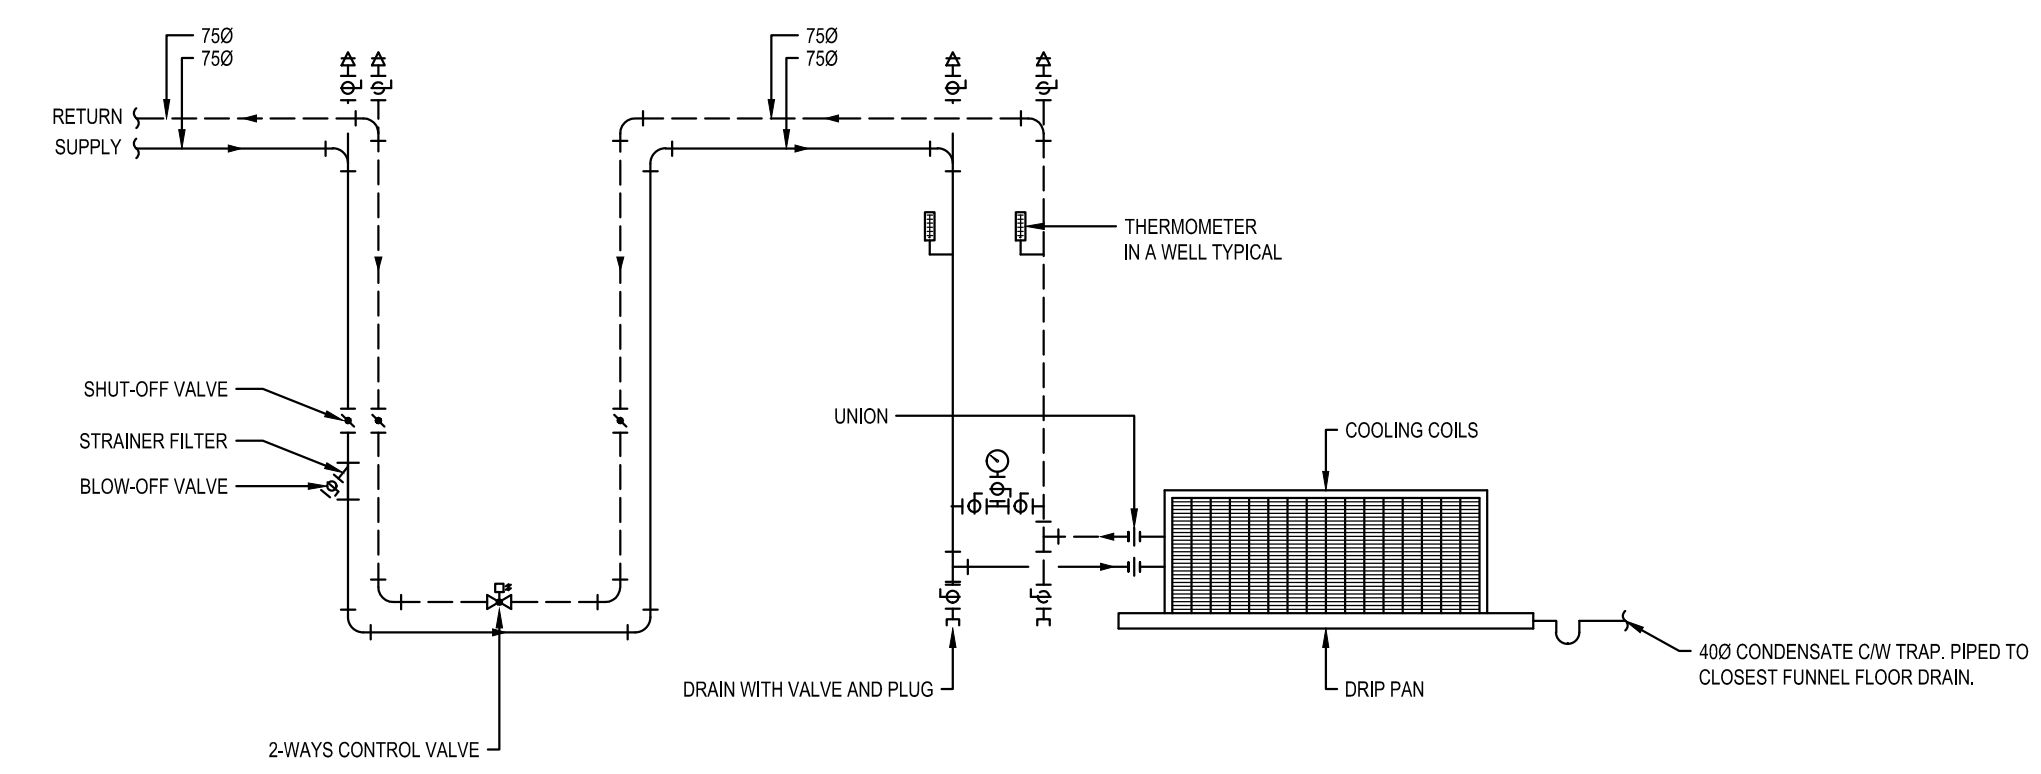 75Ø
75Ø
75Ø
75Ø
RETURN
SUPPLY
THERMOMETER
IN A WELL TYPICAL
SHUT-OFF VALVE
UNION
COOLING COILS
STRAINER FILTER
BLOW-OFF VALVE
40Ø CONDENSATE C/W TRAP. PIPED TO
CLOSEST FUNNEL FLOOR DRAIN.
DRAIN WITH VALVE AND PLUG
DRIP PAN
2-WAYS CONTROL VALVE